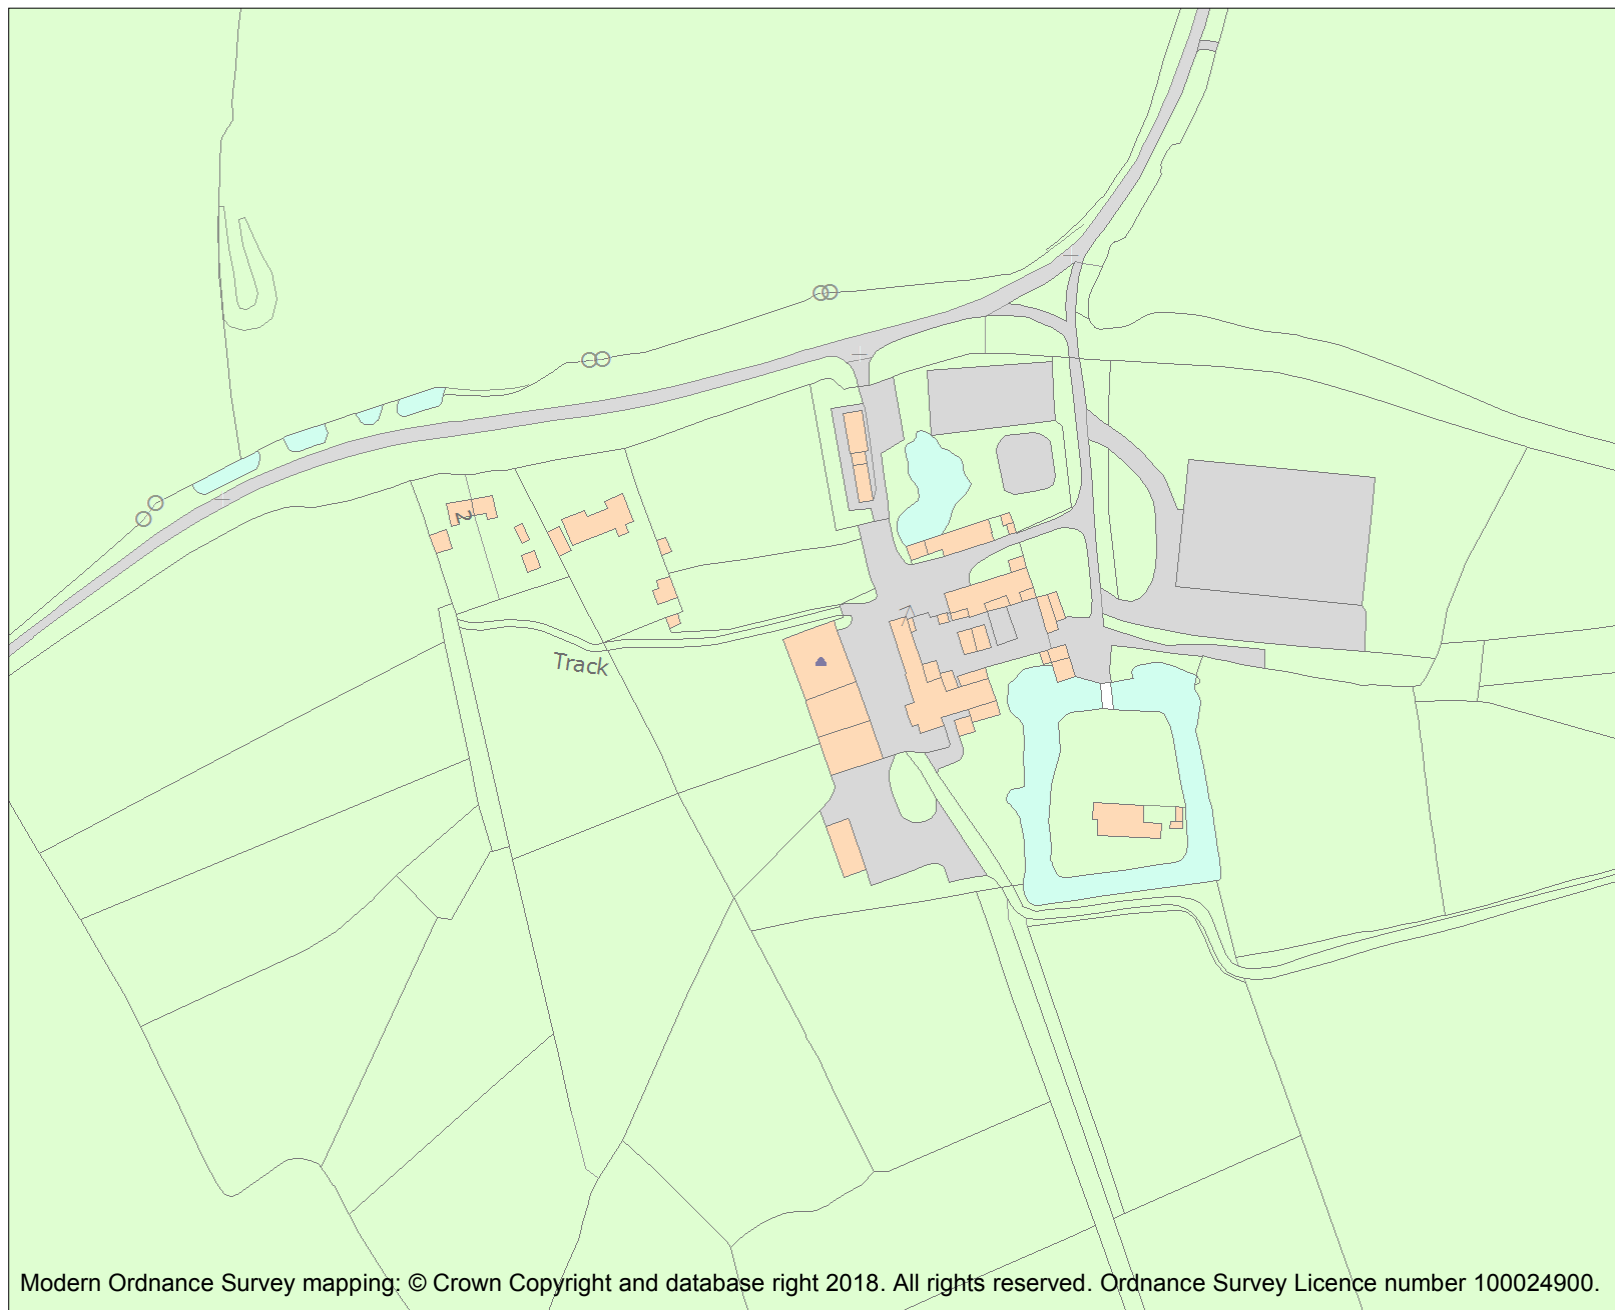 2
Track
Modern Ordnance Survey mapping: © Crown Copyright and database right 2018. All rights reserved. Ordnance Survey Licence number 100024900.